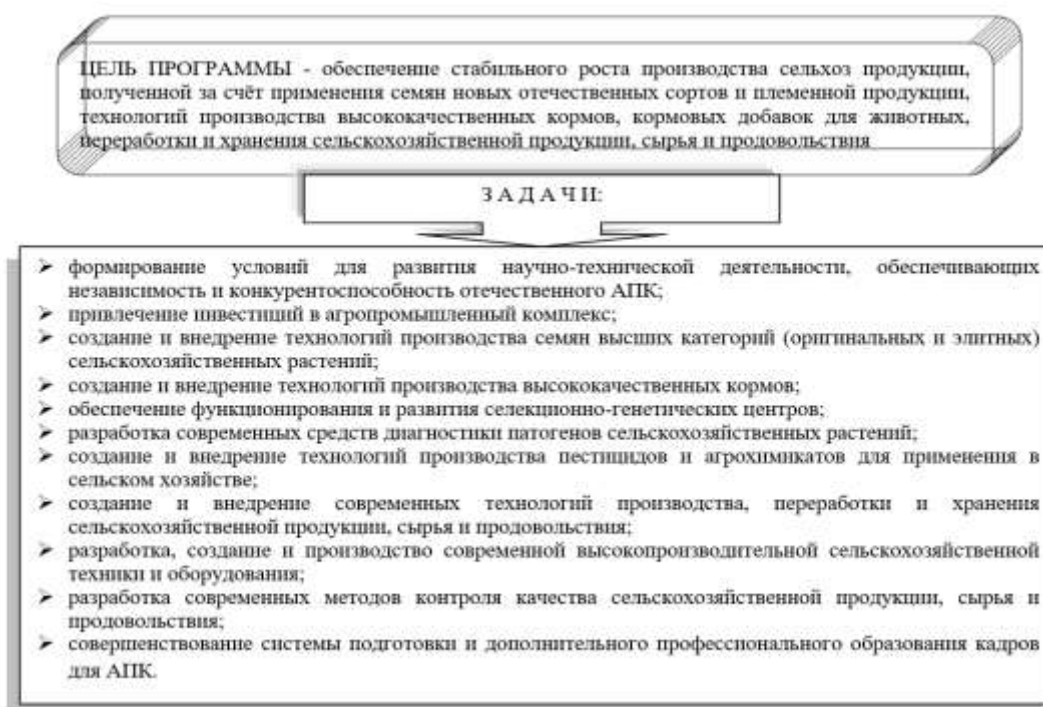 ЦЕЛЬ ПРОГРАММЫ - обеспечение стабильного роста производства сельхоз продукции,
полученной за счёт применения семян новых отечественных сортов и племенной продукции,
технологий производства высококачественных кормов, кормовых добавок для животных,
переработки и хранения сельскохозяйственной продукции, сырья и продовольствия
З А Д А Ч И:
➢ формирование условий для развития научно-технической деятельности, обеспечивающих
независимость и конкурентоспособность отечественного АПК;
➢ привлечение инвестиций в агропромышленный комплекс;
➢ создание и внедрение технологий производства семян высших категорий (оригинальных и элитных)
сельскохозяйственных растений;
➢ создание и внедрение технологий производства высококачественных кормов;
➢ обеспечение функционирования и развития селекционно-генетических центров;
➢ разработка современных средств диагностики патогенов сельскохозяйственных растений;
➢ создание и внедрение технологий производства пестицидов и агрохимикатов для применения в
сельском хозяйстве;
➢ создание и внедрение современных технологий производства, переработки и хранения
сельскохозяйственной продукции, сырья и продовольствия;
➢ разработка, создание и производство современной высокопроизводительной сельскохозяйственной
техники и оборудования;
➢ разработка современных методов контроля качества сельскохозяйственной продукции, сырья и
продовольствия;
➢ совершенствование системы подготовки и дополнительного профессионального образования кадров
для АПК.